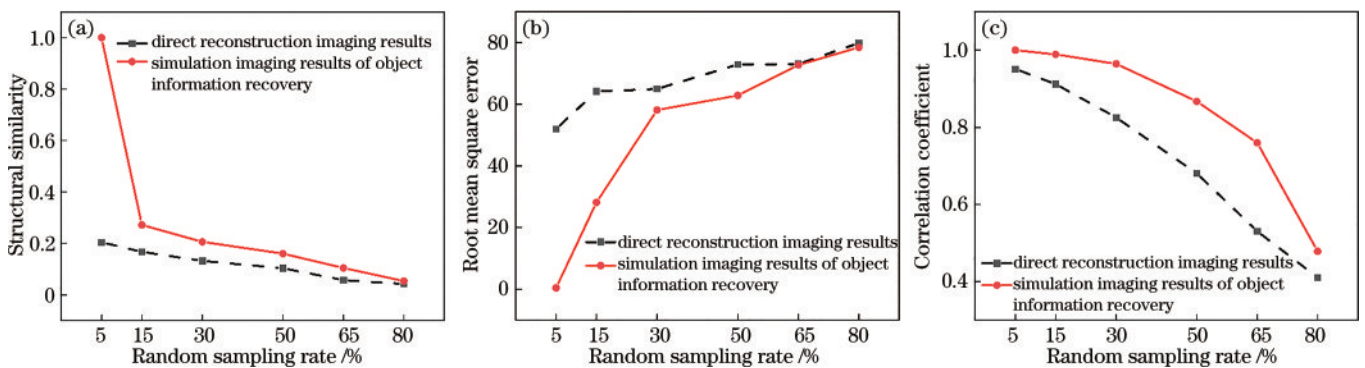 (a)
direct reconstruction imaging results
simulation imaging results of object
information recovery
Structural similarity
1.0
0.8
0.6
0.4
0.2
0
5 15 30 50 65 80
Random sampling rate /%
(b)
direct reconstruction imaging results
simulation imaging results of object
information recovery
Root mean square error
80
60
40
20
0
5 15 30 50 65 80
Random sampling rate /%
(c)
direct reconstruction imaging results
simulation imaging results of object
information recovery
Correlation coefficient
1.0
0.8
0.6
0.4
5 15 30 50 65 80
Random sampling rate /%